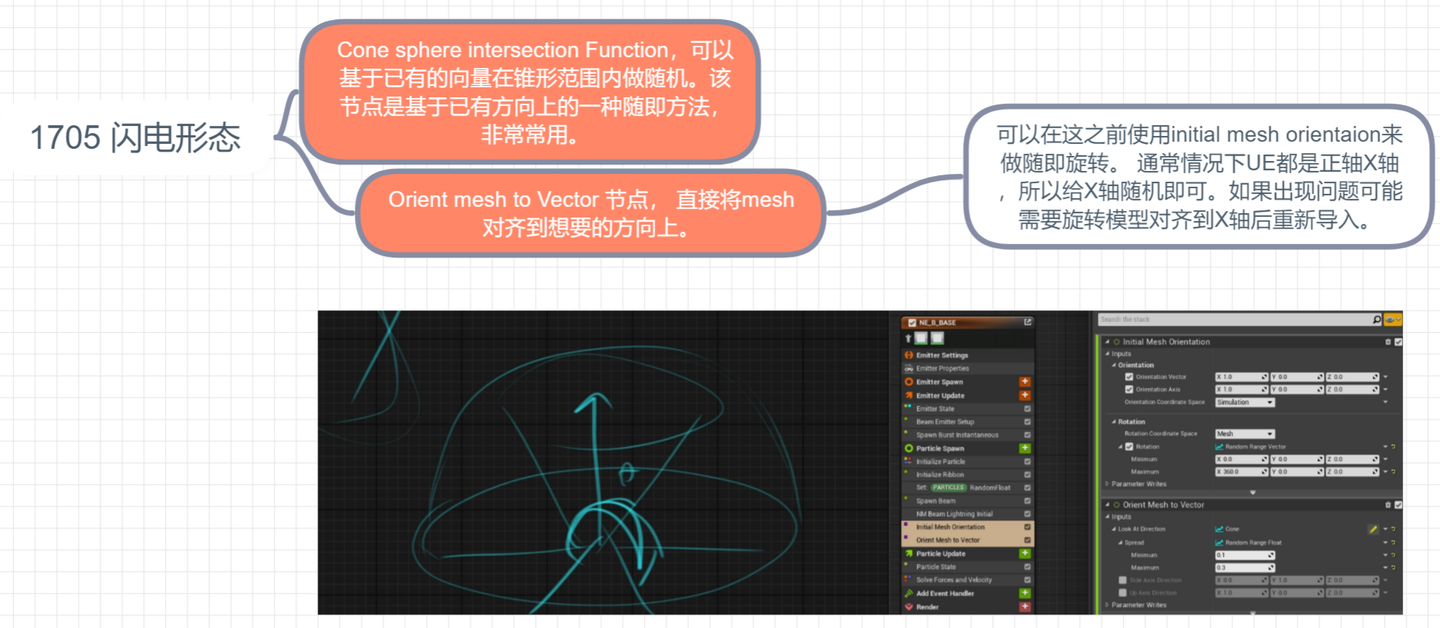 1705 闪电形态
Cone sphere intersection Function，可以
基于已有的向量在锥形范围内做随机。该
节点是基于已有方向上的一种随即方法，
非常常用。
Orient mesh to Vector 节点， 直接将mesh
对齐到想要的方向上。
可以在这之前使用initial mesh orientaion来
做随即旋转。 通常情况下UE都是正轴X轴
，所以给X轴随机即可。如果出现问题可能
需要旋转模型对齐到X轴后重新导入。
NE_B_BASE
Emitter Settings
Emitter Properties
Emitter Spawn
Emitter Update
Emitter State
Beam Emitter Setup
Spawn Burst Instantaneous
Particle Spawn
Initialize Particle
Initialize Ribbon
Set: PARTICLES RandomFloat
Spawn Beam
NM Beam Lightning Initial
Initial Mesh Orientation
Orient Mesh to Vector
Particle Update
Particle State
Solve Forces and Velocity
Add Event Handler
Render
Search the stack
Initial Mesh Orientation
Inputs
Orientation
Orientation Vector X 1.0 Y 0.0 Z 0.0
Orientation Axis X 1.0 Y 0.0 Z 0.0
Orientation Coordinate Space Simulation
Rotation
Rotation Coordinate Space Mesh
Rotation Random Range Vector
Minimum X 0.0 Y 0.0 Z 0.0
Maximum X 360.0 Y 0.0 Z 0.0
Parameter Writes
Orient Mesh to Vector
Inputs
Look At Direction Cone
Spread Random Range Float
Minimum 0.1
Maximum 0.3
Side Axis Direction X 0.0 Y 1.0 Z 0.0
Up Axis Direction X 1.0 Y 0.0 Z 0.0
Parameter Writes